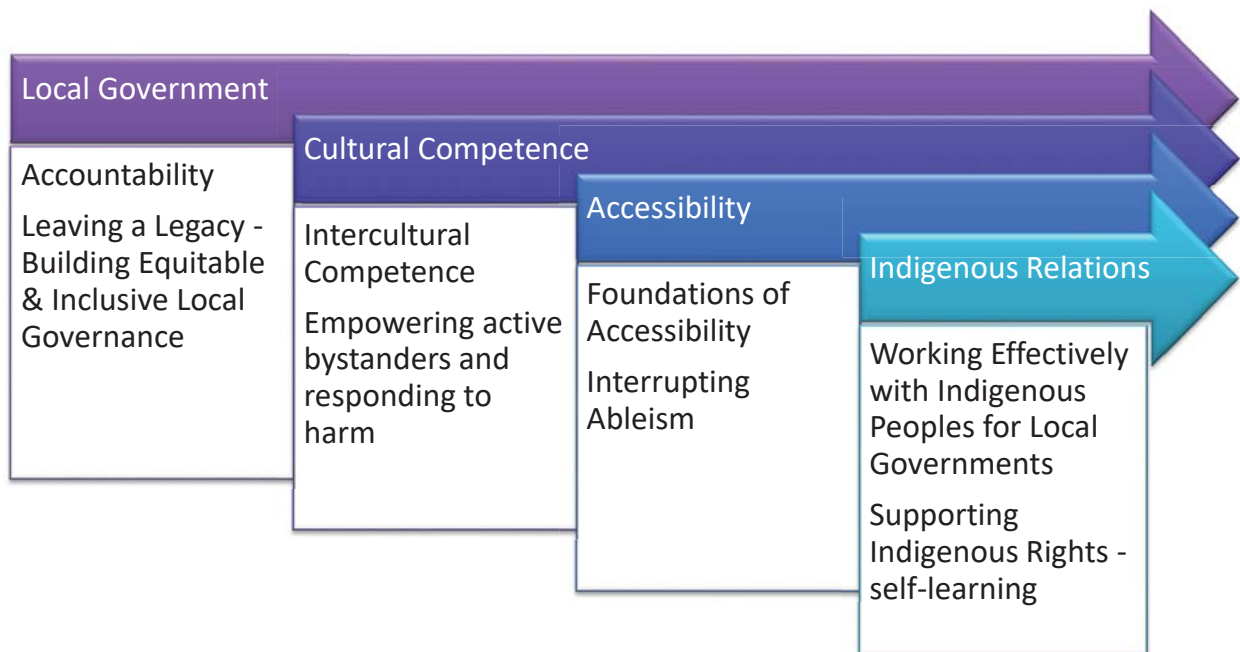 Local Government
Accountability
Leaving a Legacy -
Building Equitable
& Inclusive Local
Governance
Cultural Competence
Intercultural
Competence
Empowering active
bystanders and
responding to
harm
Accessibility
Foundations of
Accessibility
Interrupting
Ableism
Indigenous Relations
Working Effectively
with Indigenous
Peoples for Local
Governments
Supporting
Indigenous Rights -
self-learning